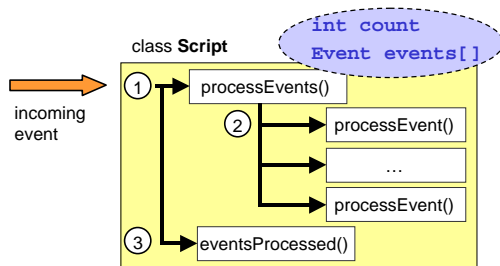 int count
Event events[]
class Script
1
processEvents()
incoming
event
2
processEvent()
...
processEvent()
3
eventsProcessed()